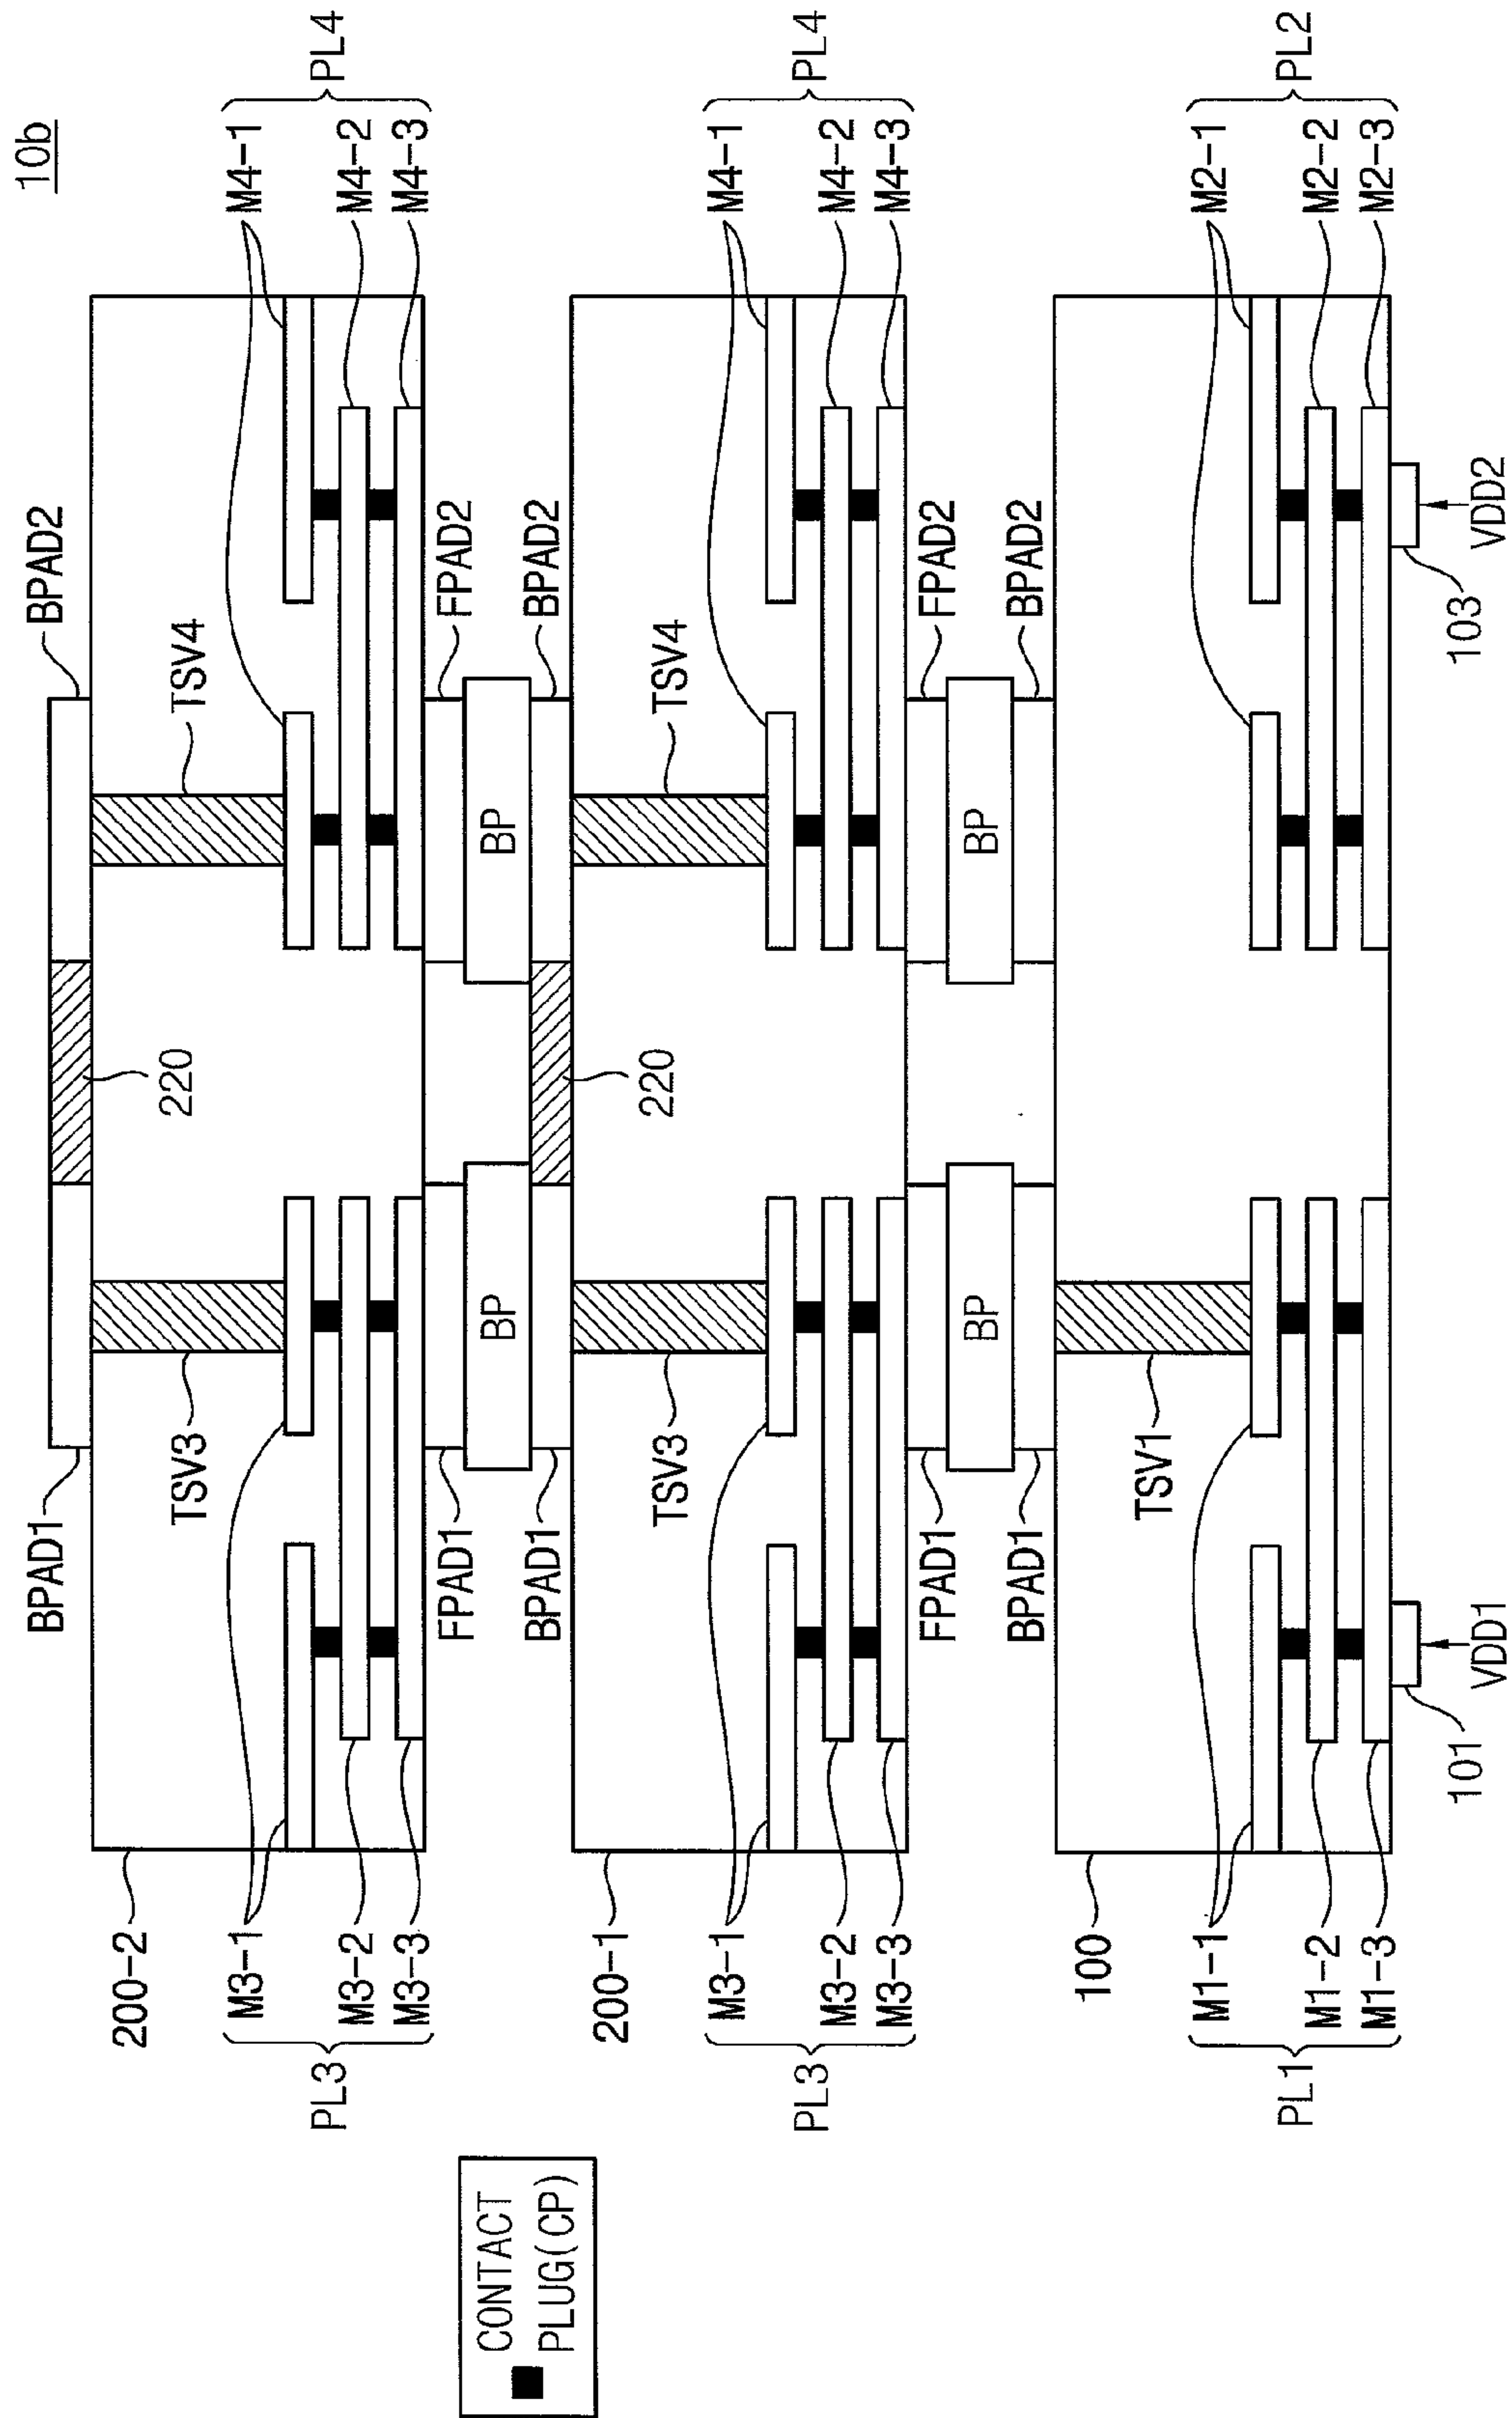 10b
BPAD1
220
BPAD2
200-2
TSV3
TSV4
PL3
M3-1
M3-2
M3-3
M4-1
M4-2
M4-3
PL4
CONTACT
PLUG(CP)
FPAD1
BP
BP
FPAD2
BPAD1
BPAD2
200-1
TSV3
220
TSV4
PL3
M3-1
M3-2
M3-3
M4-1
M4-2
M4-3
PL4
FPAD1
BP
BP
FPAD2
BPAD1
BPAD2
100
TSV1
PL1
M1-1
M1-2
M1-3
M2-1
M2-2
M2-3
PL2
101
VDD1
103
VDD2